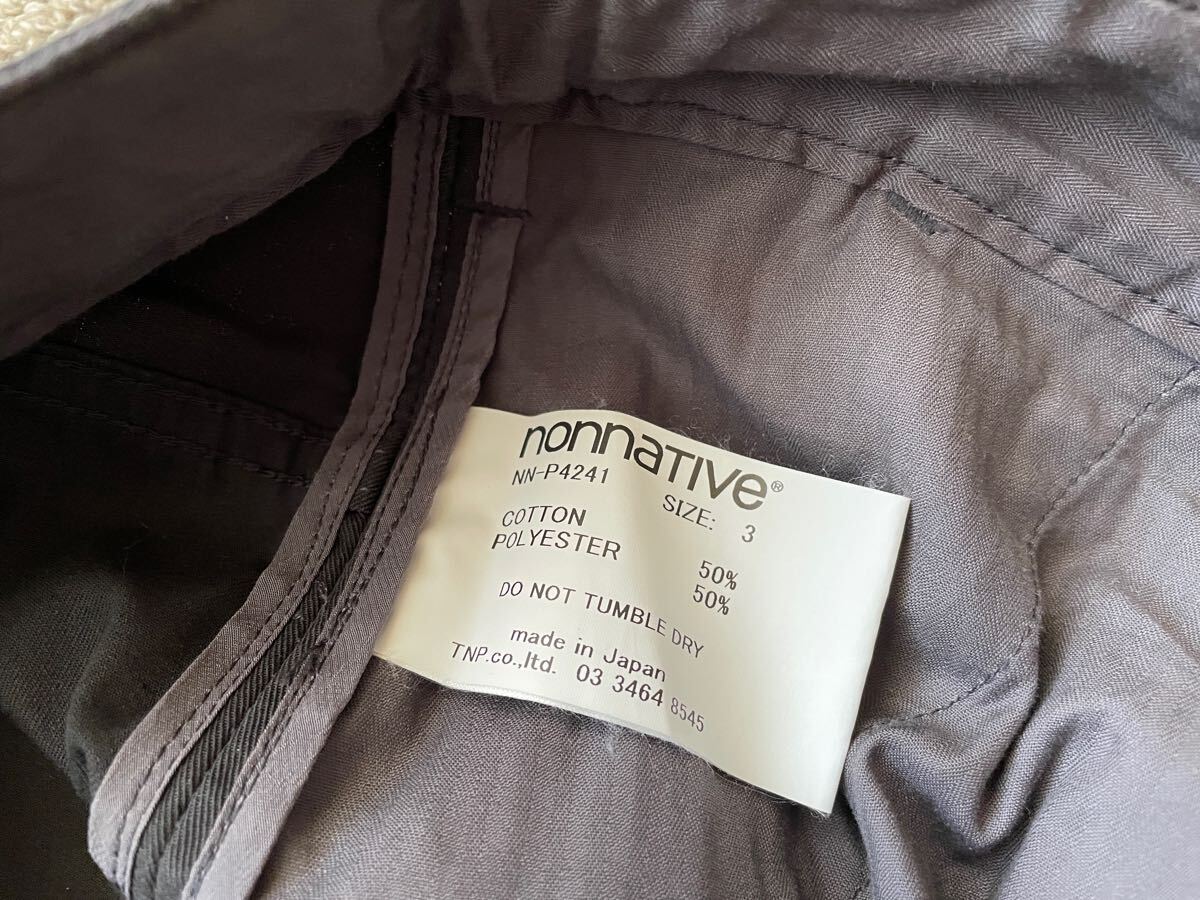 nonnative®
NN-P4241
SIZE: 3
COTTON 50%
POLYESTER 50%
DO NOT TUMBLE DRY
made in Japan
TNP.co.,ltd. 03 3464 8545